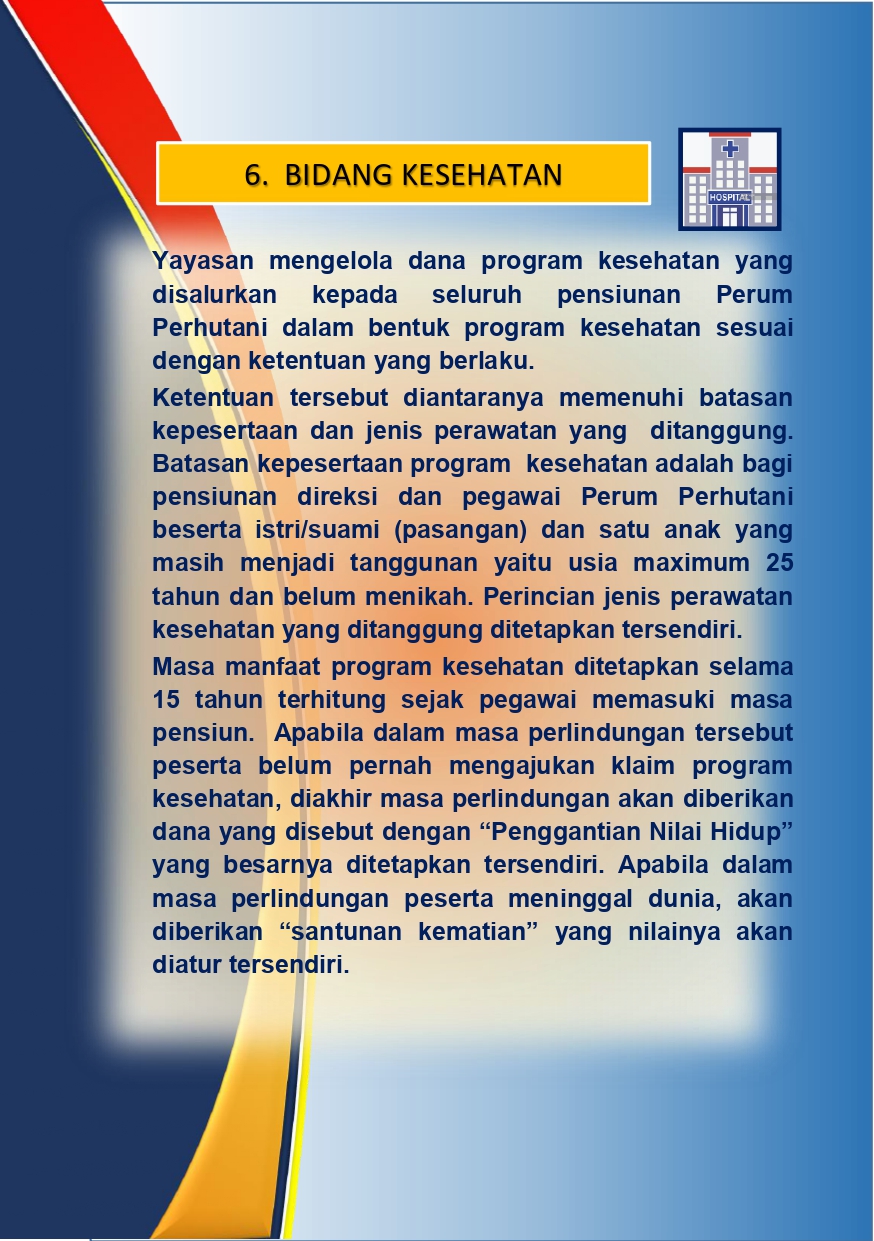 6. BIDANG KESEHATAN
HOSPITAL
Yayasan mengelola dana program kesehatan yang
disalurkan kepada seluruh pensiunan Perum
Perhutani dalam bentuk program kesehatan sesuai
dengan ketentuan yang berlaku.
Ketentuan tersebut diantaranya memenuhi batasan
kepesertaan dan jenis perawatan yang ditanggung.
Batasan kepesertaan program kesehatan adalah bagi
pensiunan direksi dan pegawai Perum Perhutani
beserta istri/suami (pasangan) dan satu anak yang
masih menjadi tanggunan yaitu usia maximum 25
tahun dan belum menikah. Perincian jenis perawatan
kesehatan yang ditanggung ditetapkan tersendiri.
Masa manfaat program kesehatan ditetapkan selama
15 tahun terhitung sejak pegawai memasuki masa
pensiun. Apabila dalam masa perlindungan tersebut
peserta belum pernah mengajukan klaim program
kesehatan, diakhir masa perlindungan akan diberikan
dana yang disebut dengan “Penggantian Nilai Hidup”
yang besarnya ditetapkan tersendiri. Apabila dalam
masa perlindungan peserta meninggal dunia, akan
diberikan “santunan kematian” yang nilainya akan
diatur tersendiri.